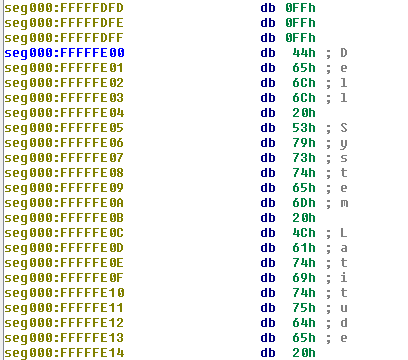 seg000:FFFFFDFD db 0FFh
seg000:FFFFFDFE db 0FFh
seg000:FFFFFDFF db 0FFh
seg000:FFFFFE00 db 44h ; D
seg000:FFFFFE01 db 65h ; e
seg000:FFFFFE02 db 6Ch ; l
seg000:FFFFFE03 db 6Ch ; l
seg000:FFFFFE04 db 20h
seg000:FFFFFE05 db 53h ; S
seg000:FFFFFE06 db 79h ; y
seg000:FFFFFE07 db 73h ; s
seg000:FFFFFE08 db 74h ; t
seg000:FFFFFE09 db 65h ; e
seg000:FFFFFE0A db 6Dh ; m
seg000:FFFFFE0B db 20h
seg000:FFFFFE0C db 4Ch ; L
seg000:FFFFFE0D db 61h ; a
seg000:FFFFFE0E db 74h ; t
seg000:FFFFFE0F db 69h ; i
seg000:FFFFFE10 db 74h ; t
seg000:FFFFFE11 db 75h ; u
seg000:FFFFFE12 db 64h ; d
seg000:FFFFFE13 db 65h ; e
seg000:FFFFFE14 db 20h